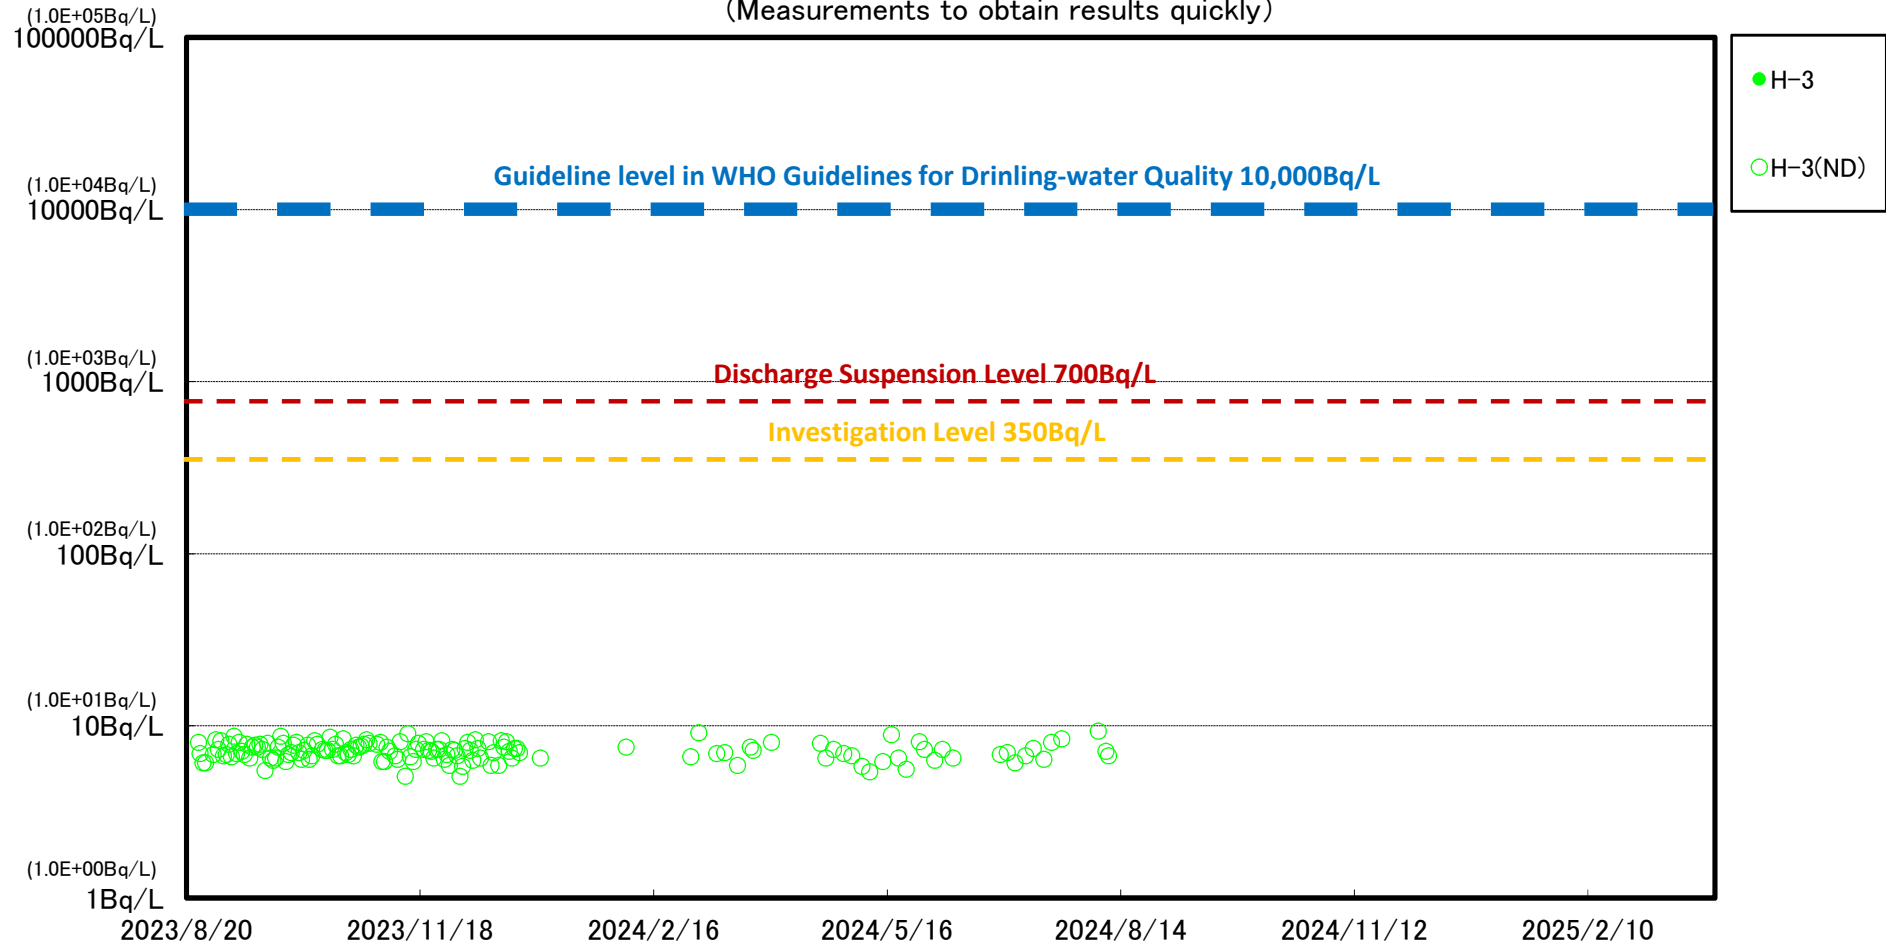 (Measurements to obtain results quickly)
(1.0E+05Bq/L)
100000Bq/L
H-3
H-3(ND)
Guideline level in WHO Guidelines for Drinling-water Quality 10,000Bq/L
(1.0E+04Bq/L)
10000Bq/L
(1.0E+03Bq/L)
1000Bq/L
Discharge Suspension Level 700Bq/L
Investigation Level 350Bq/L
(1.0E+02Bq/L)
100Bq/L
(1.0E+01Bq/L)
10Bq/L
(1.0E+00Bq/L)
1Bq/L
2023/8/20 2023/11/18 2024/2/16 2024/5/16 2024/8/14 2024/11/12 2025/2/10